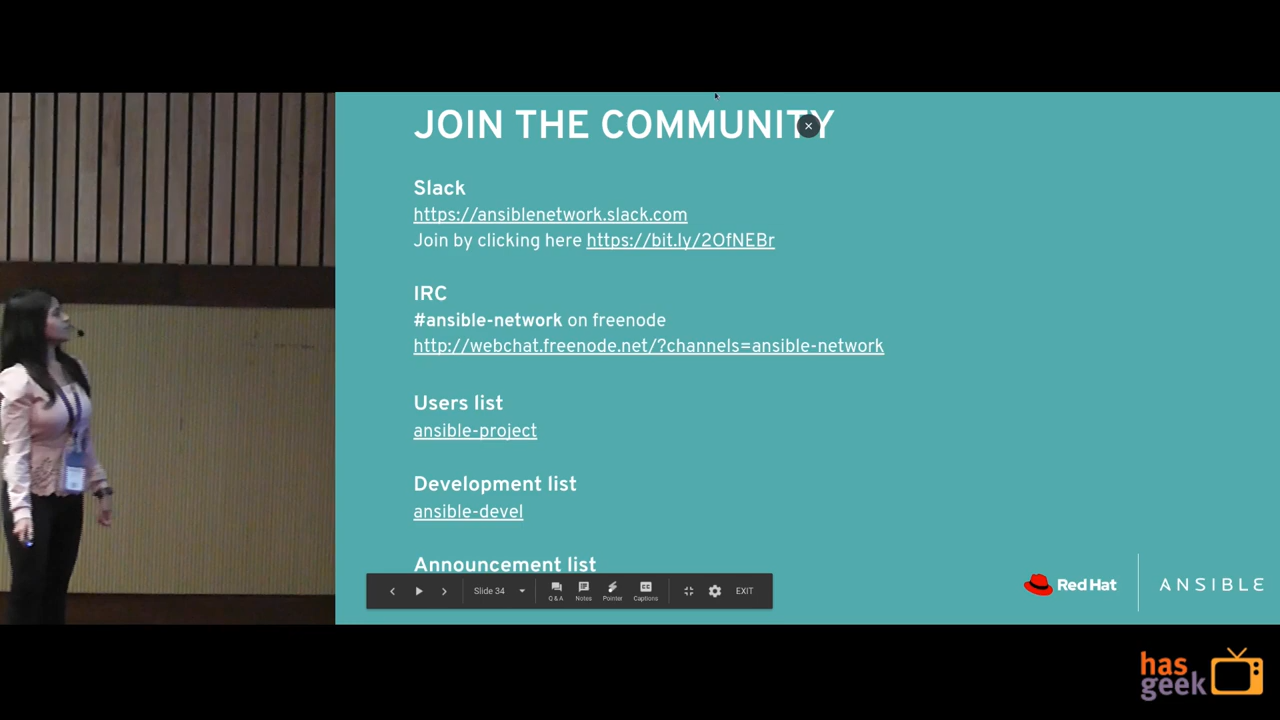 JOIN THE COMMUNITY
Slack
https://ansiblenetwork.slack.com
Join by clicking here https://bit.ly/2OfNEBr
IRC
#ansible-network on freenode
http://webchat.freenode.net/?channels=ansible-network
Users list
ansible-project
Development list
ansible-devel
Announcement list
Slide 34
Q & A
Notes
Pointer
Captions
EXIT
Red Hat
ANSIBLE
has
geek